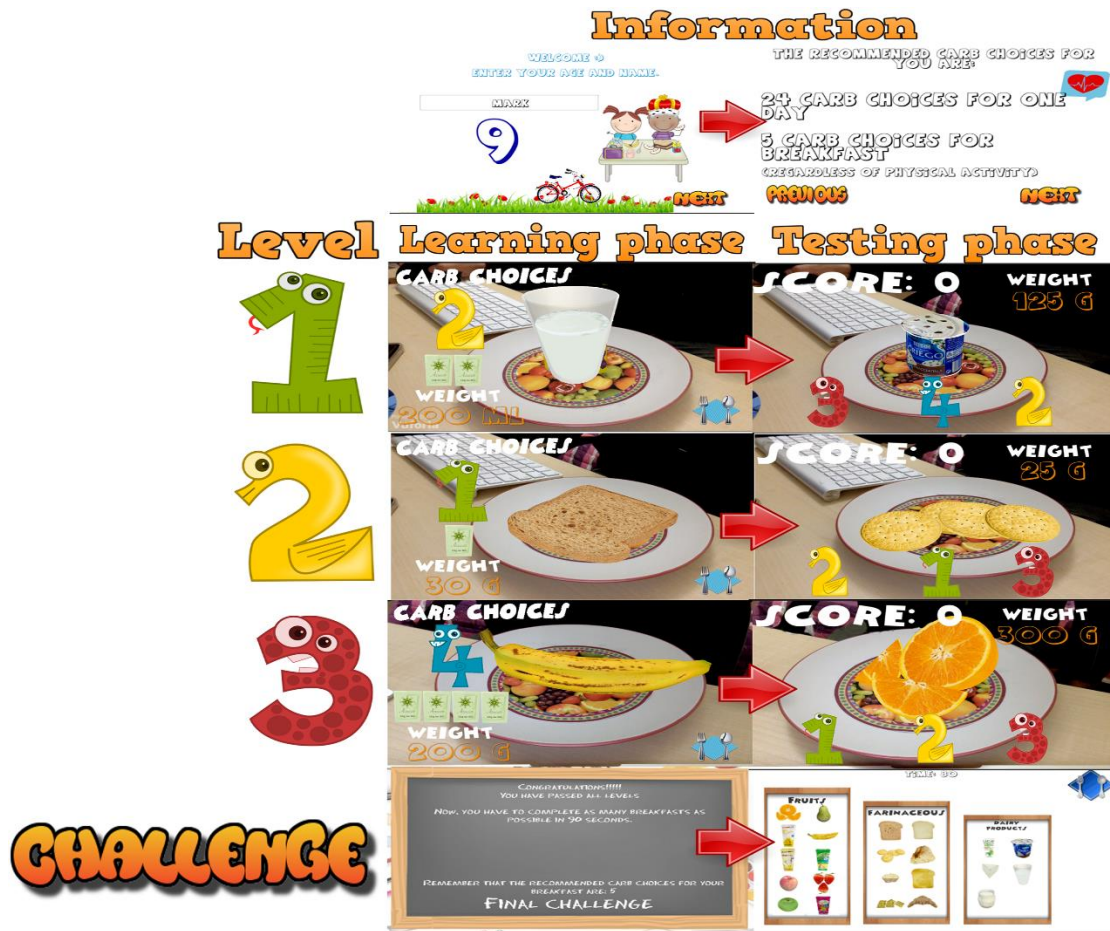 Information
WELCOME :)
ENTER YOUR AGE AND NAME.
MARK
9
NEXT
THE RECOMMENDED CARB CHOICES FOR
YOU ARE:
24 CARB CHOICES FOR ONE
DAY
5 CARB CHOICES FOR
BREAKFAST
(REGARDLESS OF PHYSICAL ACTIVITY)
PREVIOUS
NEXT
Level
Learning phase
Testing phase
1
CARB CHOICES
2
WEIGHT
200 ML
vuforia
SCORE: 0
WEIGHT
125 G
3 4 2
2
CARB CHOICES
1
WEIGHT
30 G
SCORE: 0
WEIGHT
25 G
2 1 3
3
CARB CHOICES
4
WEIGHT
200 G
SCORE: 0
WEIGHT
300 G
1 2 3
CHALLENGE
CONGRATULATIONS!!!!!
YOU HAVE PASSED ALL LEVELS
NOW, YOU HAVE TO COMPLETE AS MANY BREAKFASTS AS
POSSIBLE IN 90 SECONDS.
REMEMBER THAT THE RECOMMENDED CARB CHOICES FOR YOUR
BREAKFAST ARE: 5
FINAL CHALLENGE
TIME: 80
FRUITS
FARINACEOUS
DAIRY
PRODUCTS